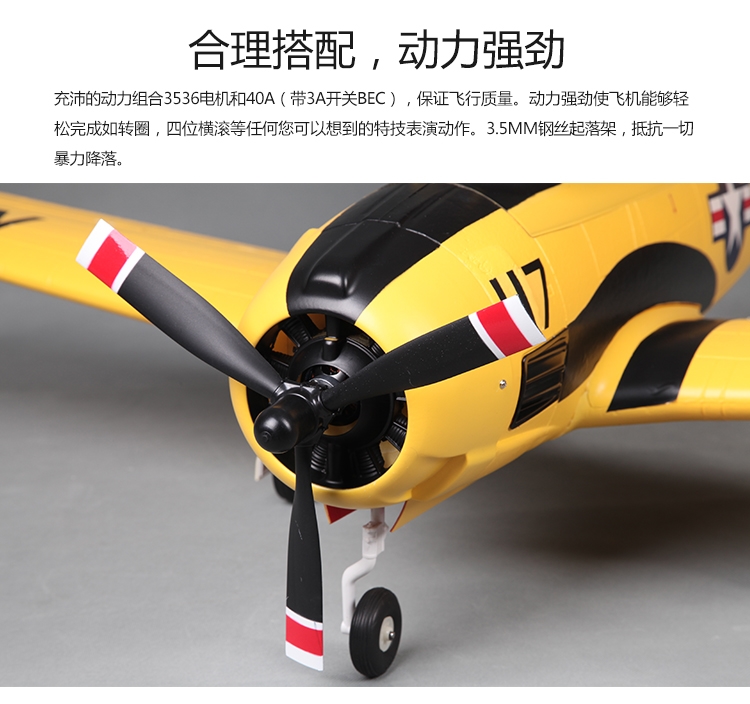 合理搭配，动力强劲
充沛的动力组合3536电机和40A（带3A开关BEC），保证飞行质量。动力强劲使飞机能够轻
松完成如转圈，四位横滚等任何您可以想到的特技表演动作。3.5MM钢丝起落架，抵抗一切
暴力降落。
117